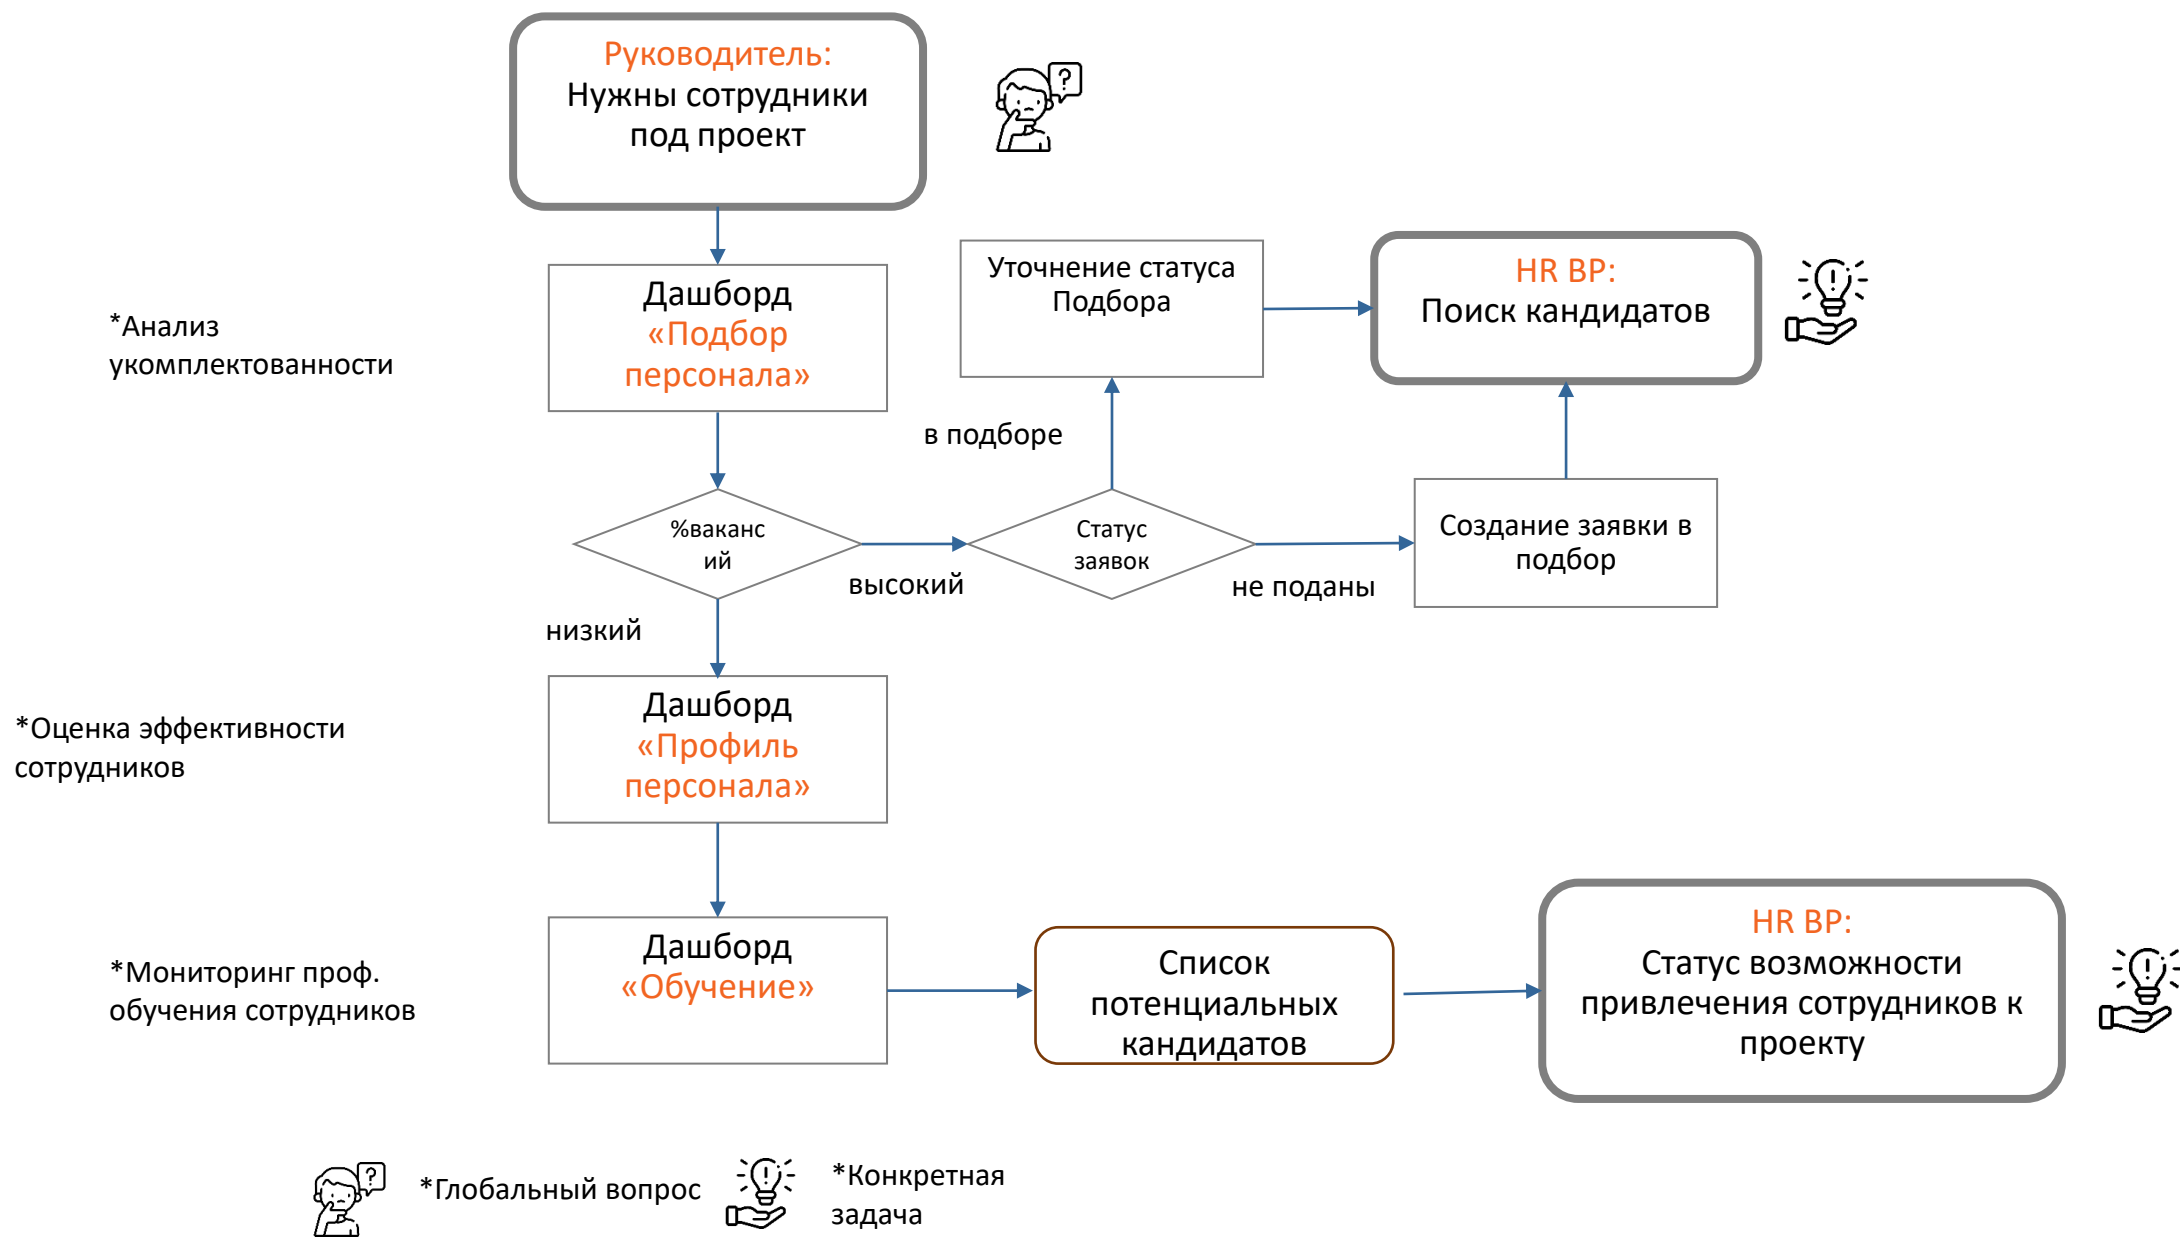 Руководитель:
Нужны сотрудники
под проект
Дашборд
«Подбор
персонала»
*Анализ
укомплектованности
Уточнение статуса
Подбора
HR BP:
Поиск кандидатов
в подборе
%ваканс
ий
высокий
Статус
заявок
не поданы
Создание заявки в
подбор
низкий
Дашборд
«Профиль
персонала»
*Оценка эффективности
сотрудников
Дашборд
«Обучение»
*Мониторинг проф.
обучения сотрудников
Список
потенциальных
кандидатов
HR BP:
Статус возможности
привлечения сотрудников к
проекту
*Глобальный вопрос
*Конкретная
задача